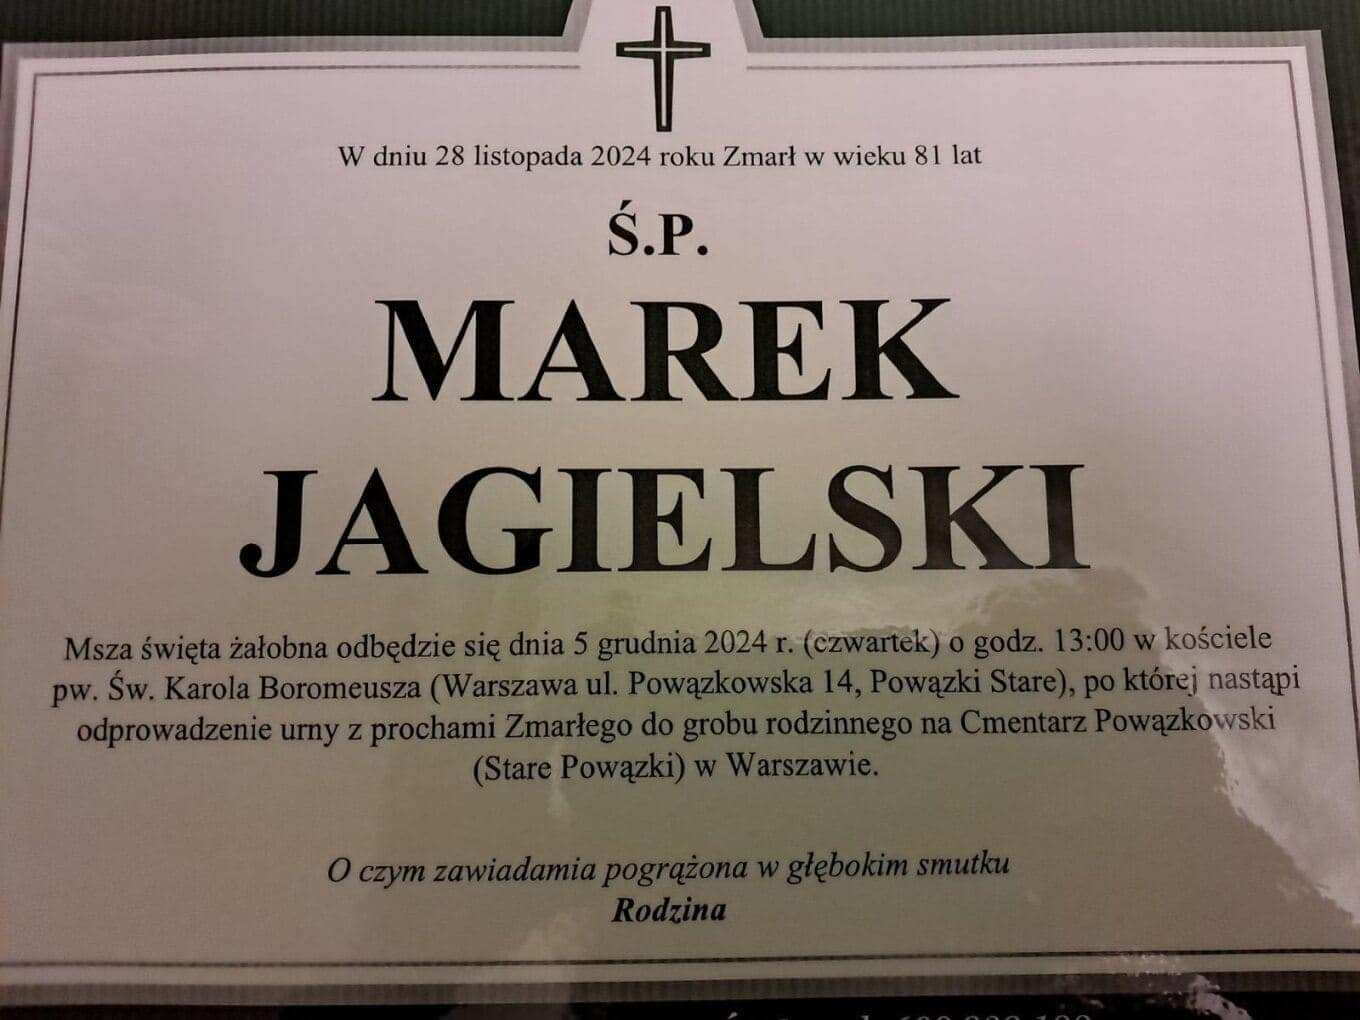 W dniu 28 listopada 2024 roku Zmarł w wieku 81 lat
Ś.P.
MAREK
JAGIELSKI
Msza święta żałobna odbędzie się dnia 5 grudnia 2024 r. (czwartek) o godz. 13:00 w kościele
pw. Św. Karola Boromeusza (Warszawa ul. Powązkowska 14, Powązki Stare), po której nastąpi
odprowadzenie urny z prochami Zmarłego do grobu rodzinnego na Cmentarz Powązkowski
(Stare Powązki) w Warszawie.
O czym zawiadamia pogrążona w głębokim smutku
Rodzina